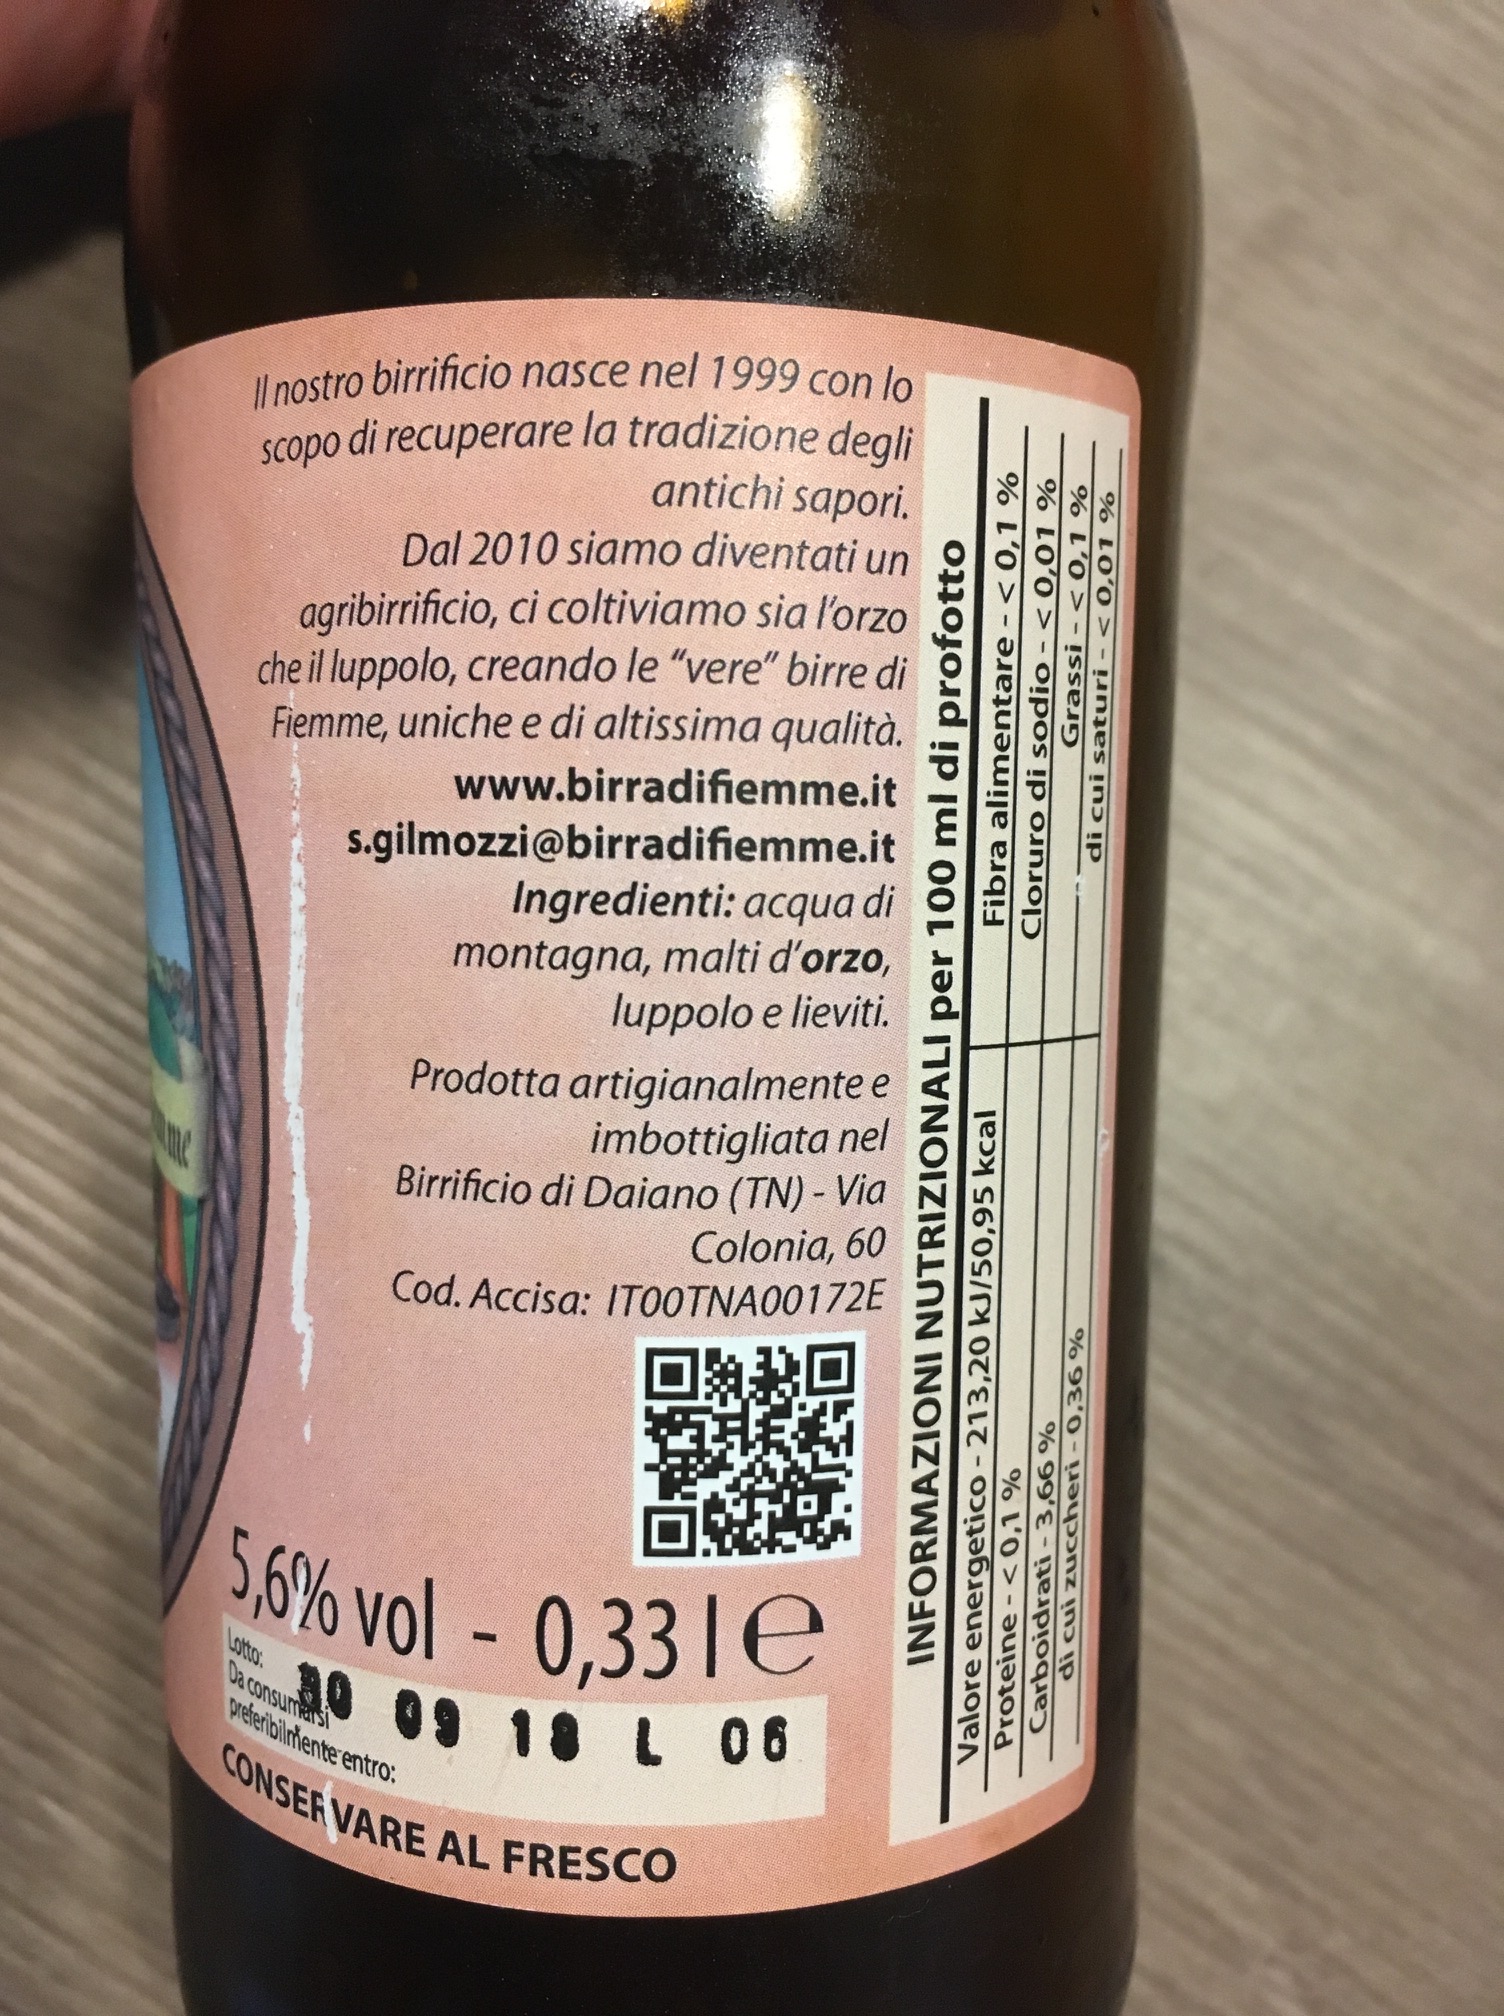 Il nostro birrificio nasce nel 1999 con lo
scopo di recuperare la tradizione degli
antichi sapori.
Dal 2010 siamo diventati un
agribirrificio, ci coltiviamo sia l'orzo
che il luppolo, creando le "vere" birre di
Fiemme, uniche e di altissima qualità.
www.birradifiemme.it
s.gilmozzi@birradifiemme.it
Ingredienti: acqua di
montagna, malti d'orzo,
luppolo e lieviti.
Prodotta artigianalmente e
imbottigliata nel
Birrificio di Daiano (TN) - Via
Colonia, 60
Cod. Accisa: IT00TNA00172E
5,6% vol - 0,33 l e
Lotto:
Da consumarsi
preferibilmente entro:
09 18 L 06
CONSERVARE AL FRESCO
INFORMAZIONI NUTRIZIONALI per 100 ml di profotto
Valore energetico - 213,20 kJ/50,95 kcal
Proteine - < 0,1 %
Carboidrati - 3,66 %
di cui zuccheri - 0,36 %
Fibra alimentare - < 0,1 %
Cloruro di sodio - < 0,01 %
Grassi - < 0,1 %
di cui saturi - < 0,01 %